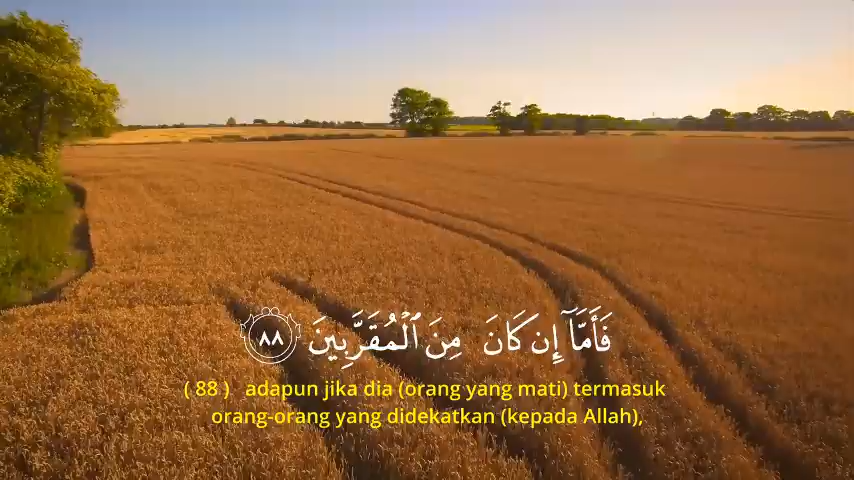 فَأَمَّآ إِن كَانَ مِنَ ٱلْمُقَرَّبِينَ ٨٨
( 88 ) adapun jika dia (orang yang mati) termasuk
orang-orang yang didekatkan (kepada Allah),